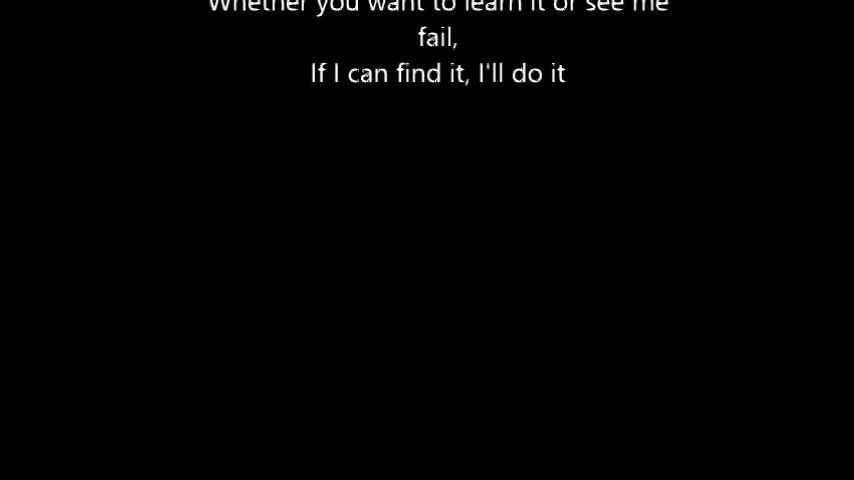 Whether you want to learn it or see me
fail,
If I can find it, I'll do it